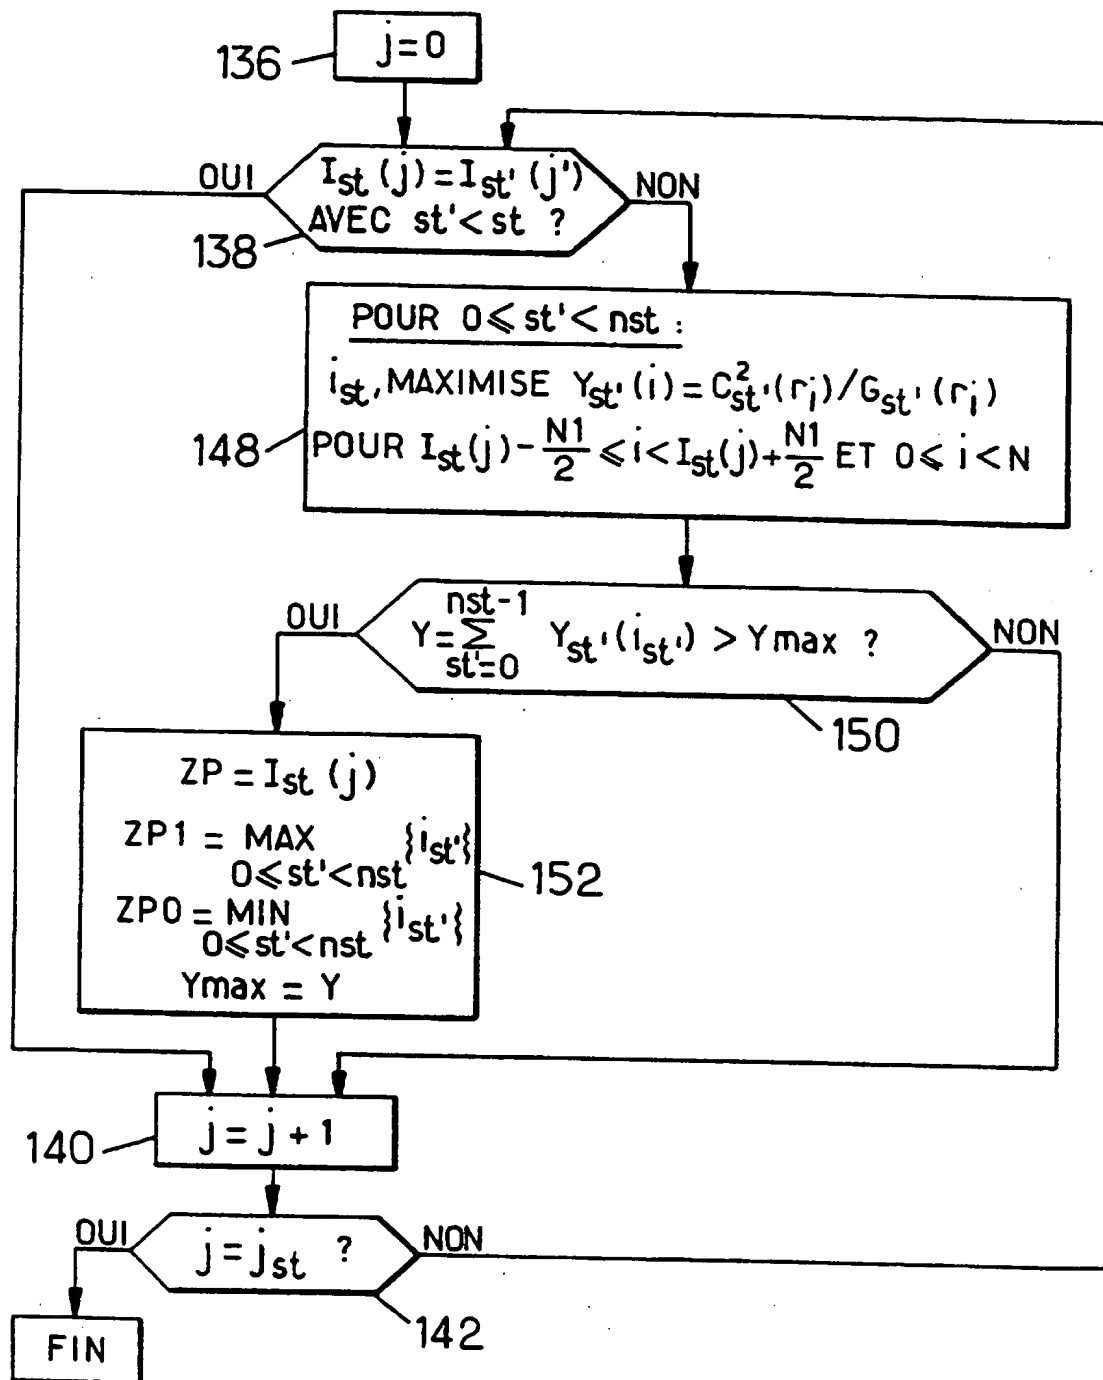 136
j=0
OUI
I_st (j) = I_st' (j')
AVEC st' < st ?
NON
138
POUR 0 ⩽ st' < nst :
i_st, MAXIMISE Y_st' (i) = C²_st' (r_i) / G_st' (r_i)
POUR I_st (j) - N1/2 ⩽ i < I_st (j) + N1/2 ET 0 ⩽ i < N
148
OUI
Y = Σ_{st'=0}^{nst-1} Y_st' (i_st') > Ymax ?
NON
150
ZP = I_st (j)
ZP1 = MAX {i_st'}
0 ⩽ st' < nst
ZP0 = MIN {i_st'}
0 ⩽ st' < nst
Ymax = Y
152
140
j = j + 1
OUI
j = j_st ?
NON
142
FIN